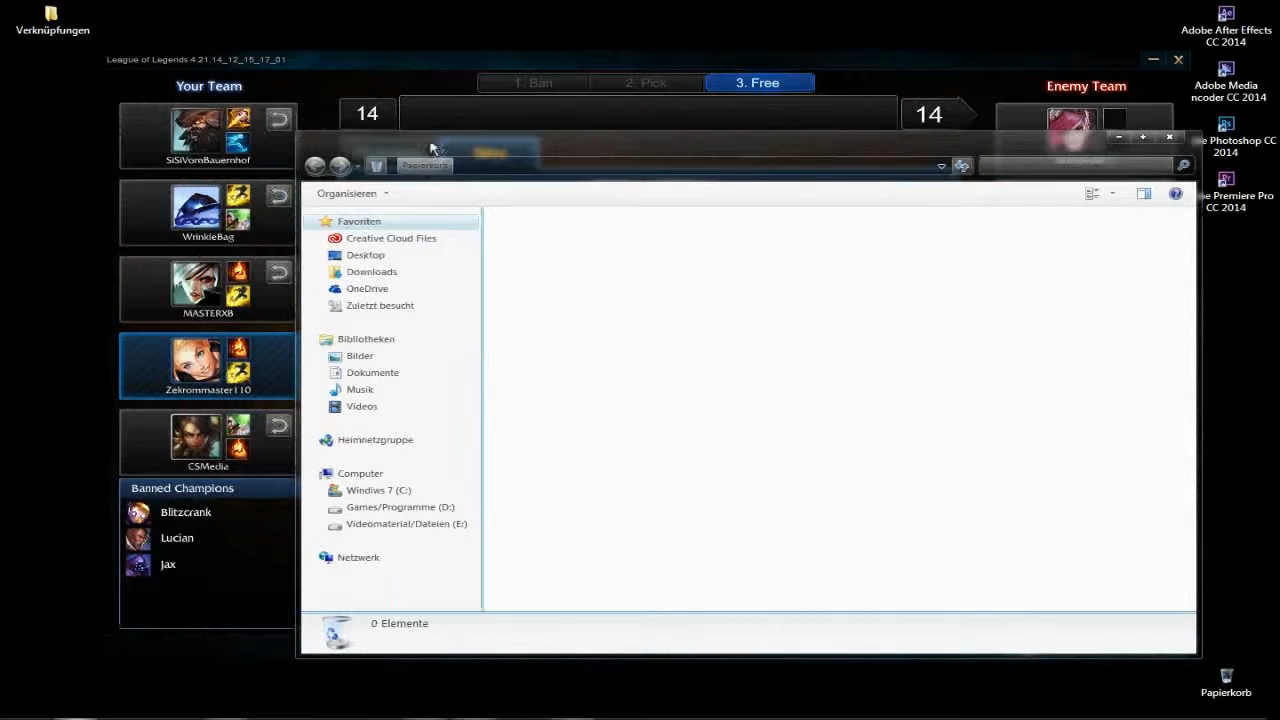 Verknüpfungen
Adobe After Effects
CC 2014
League of Legends 4.21.14_12_15_17_01
Adobe Media
ncoder CC 2014
Your Team
1. Ban
2. Pick
3. Free
Enemy Team
14
14
e Photoshop CC
2014
SiSiVomBauernhof
Papierkorb
Organisieren
e Premiere Pro
CC 2014
WrinkleBag
MASTERXB
Zekrommaster110
CSMedia
Banned Champions
Blitzcrank
Lucian
Jax
Favoriten
Creative Cloud Files
Desktop
Downloads
OneDrive
Zuletzt besucht
Bibliotheken
Bilder
Dokumente
Musik
Videos
Heimnetzgruppe
Computer
Windiws 7 (C:)
Games/Programme (D:)
Videomaterial/Dateien (E:)
Netzwerk
0 Elemente
Papierkorb